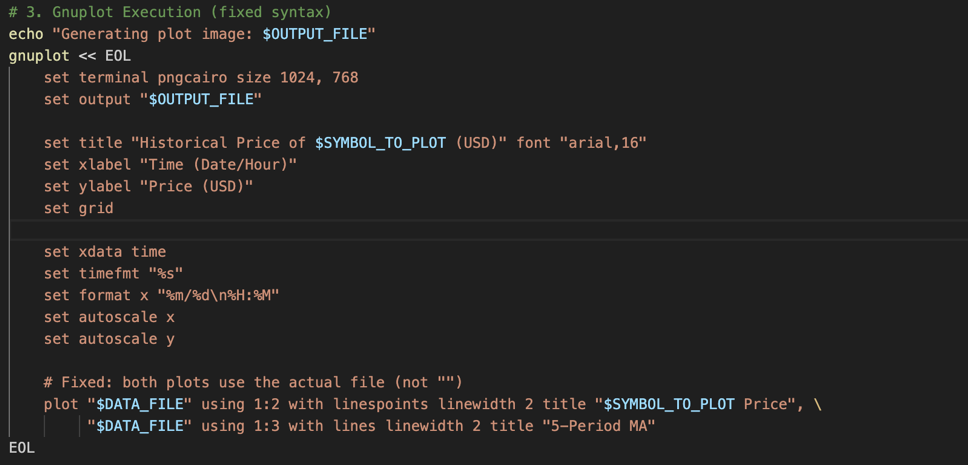 # 3. Gnuplot Execution (fixed syntax)
echo "Generating plot image: $OUTPUT_FILE"
gnuplot << EOL
    set terminal pngcairo size 1024, 768
    set output "$OUTPUT_FILE"

    set title "Historical Price of $SYMBOL_TO_PLOT (USD)" font "arial,16"
    set xlabel "Time (Date/Hour)"
    set ylabel "Price (USD)"
    set grid

    set xdata time
    set timefmt "%s"
    set format x "%m/%d\n%H:%M"
    set autoscale x
    set autoscale y

    # Fixed: both plots use the actual file (not "")
    plot "$DATA_FILE" using 1:2 with linespoints linewidth 2 title "$SYMBOL_TO_PLOT Price", \
         "$DATA_FILE" using 1:3 with lines linewidth 2 title "5-Period MA"
EOL